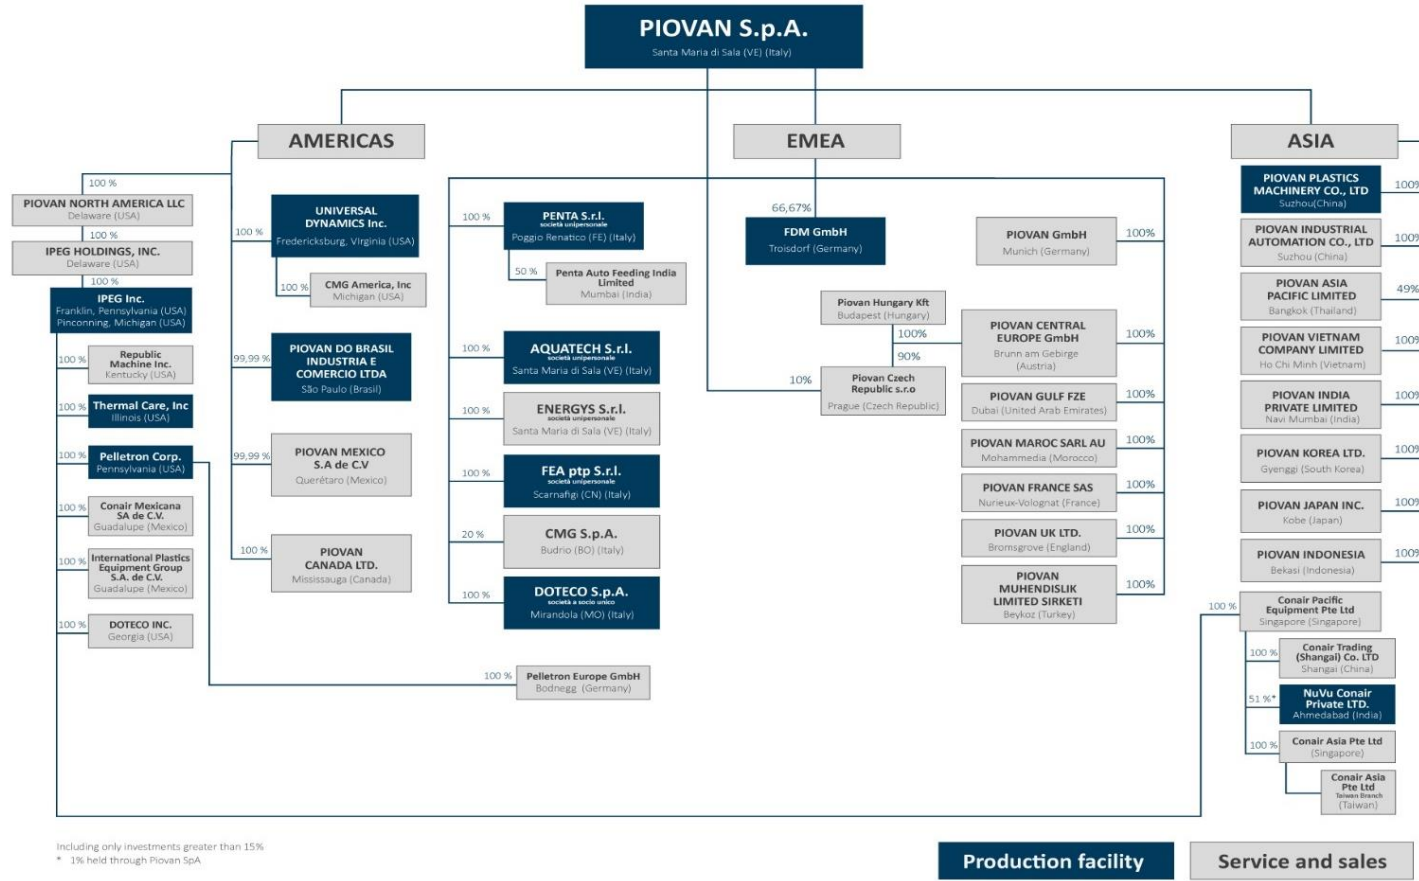 PIOVAN S.p.A.
Santa Maria di Sala (VE) (Italy)
AMERICAS
EMEA
ASIA
100 %
PIOVAN NORTH AMERICA LLC
Delaware (USA)
100 %
IPEG HOLDINGS, INC.
Delaware (USA)
100 %
IPEG Inc.
Franklin, Pennsylvania (USA)
Pinconning, Michigan (USA)
100 %
Republic
Machine Inc.
Kentucky (USA)
100 %
Thermal Care, Inc
Illinois (USA)
100 %
Pelletron Corp.
Pennsylvania (USA)
100 %
Conair Mexicana
SA de C.V.
Guadalupe (Mexico)
100 %
International Plastics
Equipment Group
S.A. de C.V.
Guadalupe (Mexico)
100 %
DOTECO INC.
Georgia (USA)
100 %
UNIVERSAL
DYNAMICS Inc.
Fredericksburg, Virginia (USA)
100 %
CMG America, Inc
Michigan (USA)
99,99 %
PIOVAN DO BRASIL
INDUSTRIA E
COMERCIO LTDA
São Paulo (Brasil)
99,99 %
PIOVAN MEXICO
S.A de C.V
Querétaro (Mexico)
100 %
PIOVAN
CANADA LTD.
Mississauga (Canada)
100 %
PENTA S.r.l.
società unipersonale
Poggio Renatico (FE) (Italy)
50 %
Penta Auto Feeding India
Limited
Mumbai (India)
100 %
AQUATECH S.r.l.
società unipersonale
Santa Maria di Sala (VE) (Italy)
100 %
ENERGYS S.r.l.
società unipersonale
Santa Maria di Sala (VE) (Italy)
100 %
FEA ptp S.r.l.
società unipersonale
Scarnafigi (CN) (Italy)
20 %
CMG S.p.A.
Budrio (BO) (Italy)
100 %
DOTECO S.p.A.
società a socio unico
Mirandola (MO) (Italy)
100 %
Pelletron Europe GmbH
Bodnegg (Germany)
66,67%
FDM GmbH
Troisdorf (Germany)
PIOVAN GmbH
Munich (Germany)
100%
Piovan Hungary Kft
Budapest (Hungary)
100%
90%
10%
Piovan Czech
Republic s.r.o
Prague (Czech Republic)
PIOVAN CENTRAL
EUROPE GmbH
Brunn am Gebirge
(Austria)
100%
PIOVAN GULF FZE
Dubai (United Arab Emirates)
100%
PIOVAN MAROC SARL AU
Mohammedia (Morocco)
100%
PIOVAN FRANCE SAS
Nurieux-Volognat (France)
100%
PIOVAN UK LTD.
Bromsgrove (England)
100%
PIOVAN
MUHENDISLIK
LIMITED SIRKETI
Beykoz (Turkey)
100%
PIOVAN PLASTICS
MACHINERY CO., LTD
Suzhou(China)
100%
PIOVAN INDUSTRIAL
AUTOMATION CO., LTD
Suzhou (China)
100%
PIOVAN ASIA
PACIFIC LIMITED
Bangkok (Thailand)
49%
PIOVAN VIETNAM
COMPANY LIMITED
Ho Chi Minh (Vietnam)
100%
PIOVAN INDIA
PRIVATE LIMITED
Navi Mumbai (India)
100%
PIOVAN KOREA LTD.
Gyenggi (South Korea)
100%
PIOVAN JAPAN INC.
Kobe (Japan)
100%
PIOVAN INDONESIA
Bekasi (Indonesia)
100%
100 %
Conair Pacific
Equipment Pte Ltd
Singapore (Singapore)
100 %
Conair Trading
(Shangai) Co. LTD
Shangai (China)
51 %*
NuVu Conair
Private LTD.
Ahmedabad (India)
100 %
Conair Asia Pte Ltd
(Singapore)
Conair Asia
Pte Ltd
Taiwan Branch
(Taiwan)
Including only investments greater than 15%
* 1% held through Piovan SpA
Production facility
Service and sales